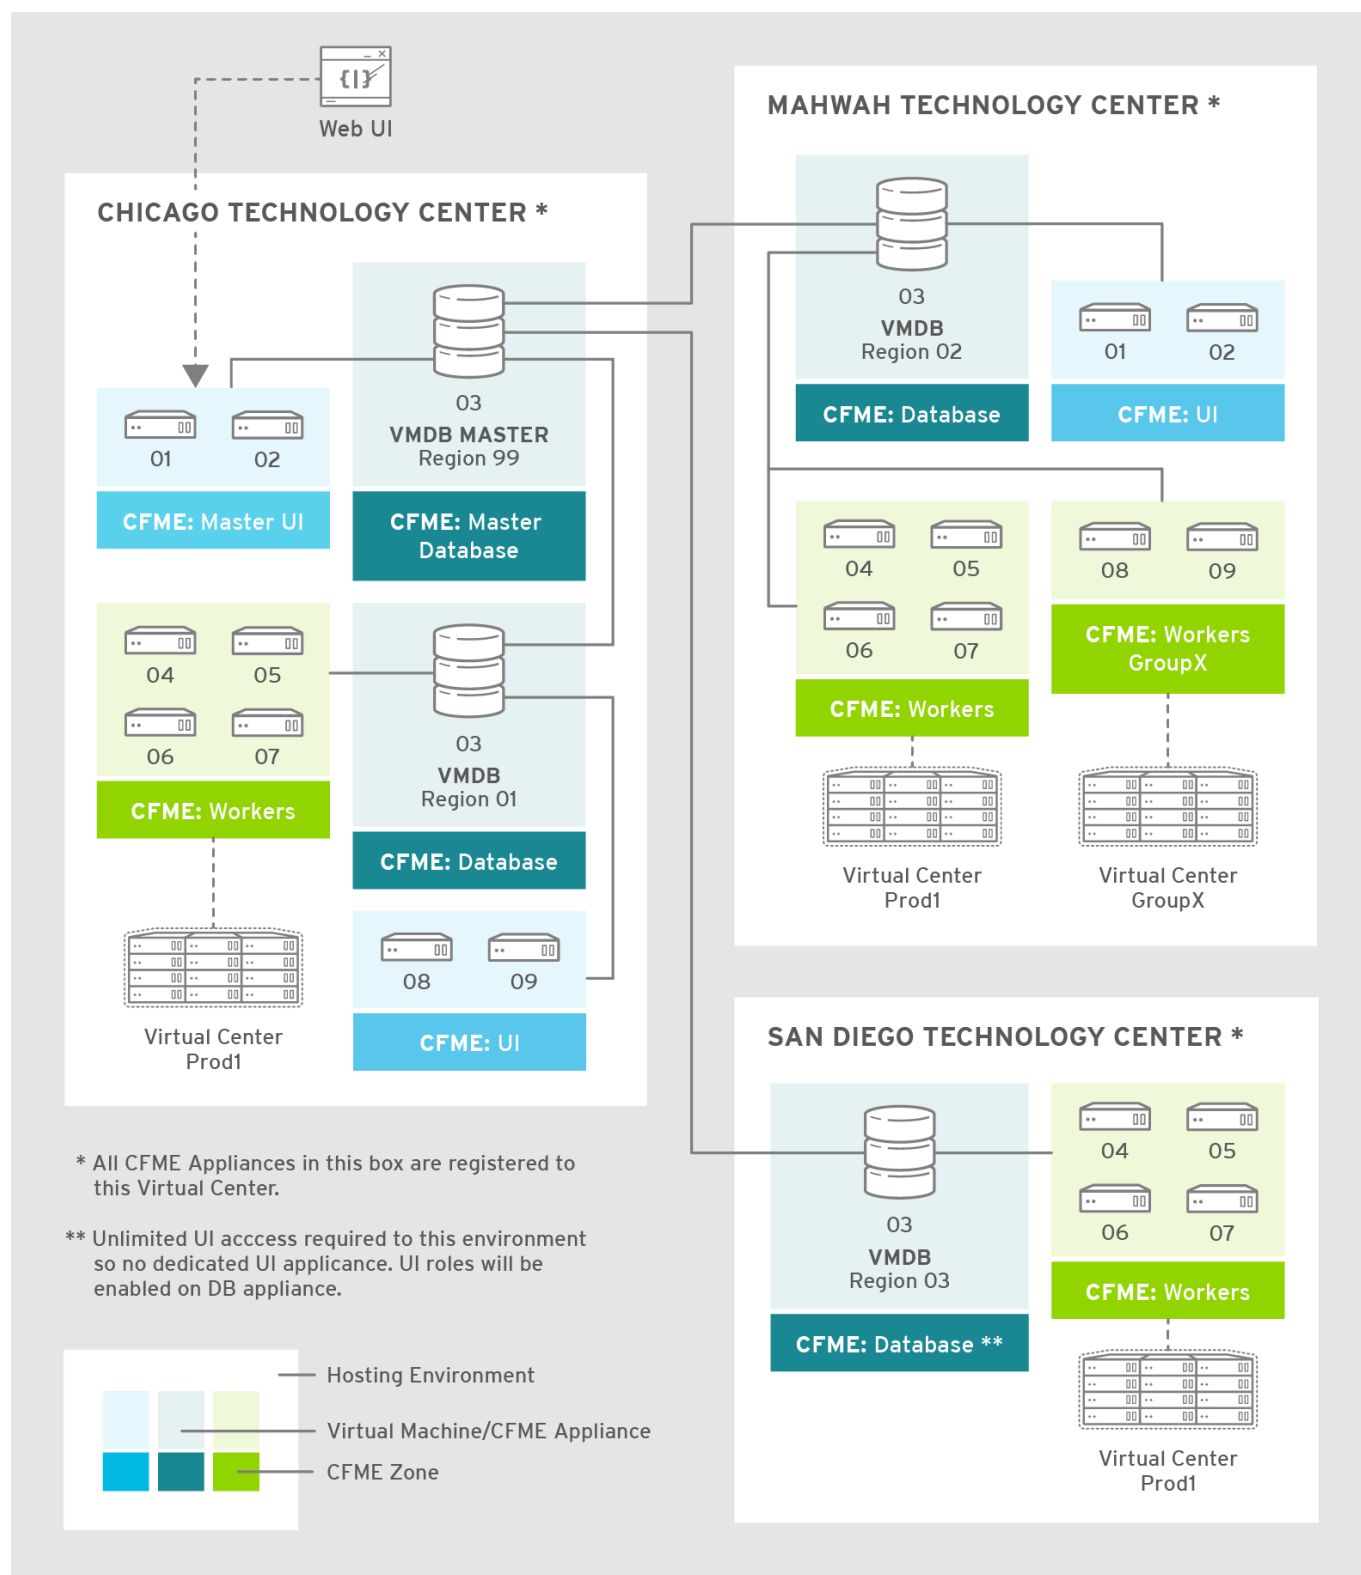 {|}
Web UI
CHICAGO TECHNOLOGY CENTER *
03
VMDB MASTER
Region 99
01
02
CFME: Master UI
CFME: Master
Database
04
05
06
07
CFME: Workers
Virtual Center
Prod1
03
VMDB
Region 01
CFME: Database
08
09
CFME: UI
MAHWAH TECHNOLOGY CENTER *
03
VMDB
Region 02
CFME: Database
01
02
CFME: UI
04
05
06
07
CFME: Workers
Virtual Center
Prod1
08
09
CFME: Workers
GroupX
Virtual Center
GroupX
SAN DIEGO TECHNOLOGY CENTER *
03
VMDB
Region 03
CFME: Database **
04
05
06
07
CFME: Workers
Virtual Center
Prod1
* All CFME Appliances in this box are registered to
this Virtual Center.
** Unlimited UI acccess required to this environment
so no dedicated UI applicance. UI roles will be
enabled on DB appliance.
Hosting Environment
Virtual Machine/CFME Appliance
CFME Zone